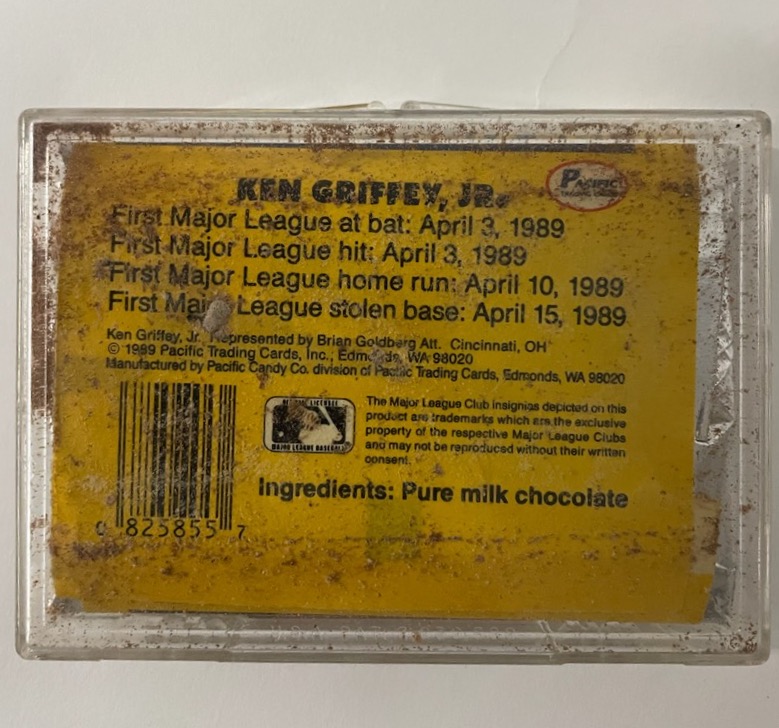 KEN GRIFFEY, JR.
PACIFIC
TRADING CARDS
First Major League at bat: April 3, 1989
First Major League hit: April 3, 1989
First Major League home run: April 10, 1989
First Major League stolen base: April 15, 1989
Ken Griffey, Jr. Represented by Brian Goldberg Att. Cincinnati, OH
© 1989 Pacific Trading Cards, Inc., Edmonds, WA 98020
Manufactured by Pacific Candy Co. division of Pacific Trading Cards, Edmonds, WA 98020
The Major League Club insignias depicted on this
product are trademarks which are the exclusive
property of the respective Major League Clubs
and may not be reproduced without their written
consent.
MAJOR LEAGUE BASEBALL
Ingredients: Pure milk chocolate
0 825855 7